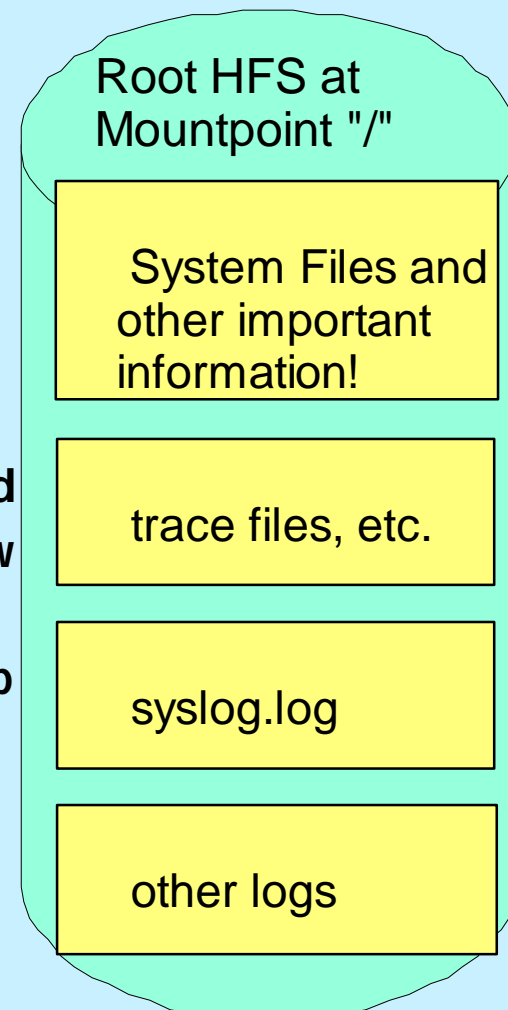 Root HFS at
Mountpoint "/"
System Files and
other important
information!
trace files, etc.
syslog.log
other logs